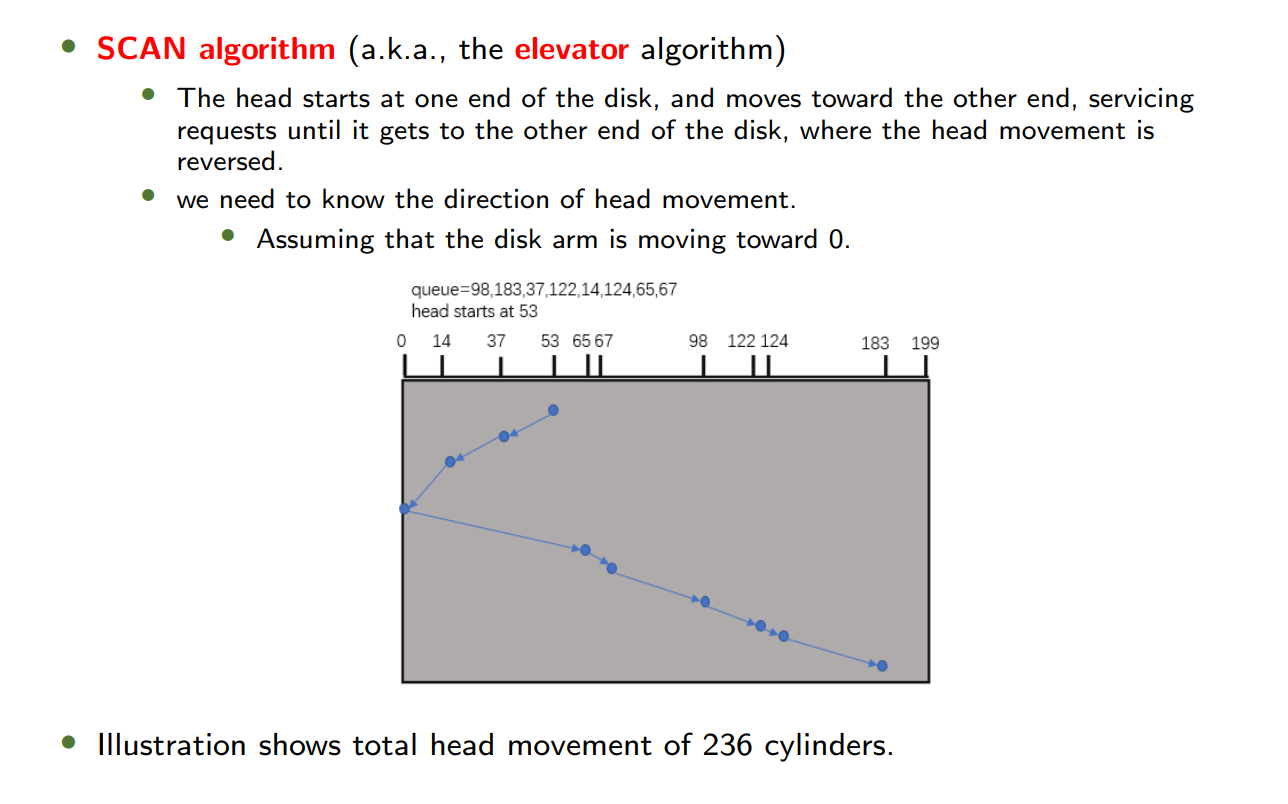 SCAN algorithm (a.k.a., the elevator algorithm)
The head starts at one end of the disk, and moves toward the other end, servicing
requests until it gets to the other end of the disk, where the head movement is
reversed.
we need to know the direction of head movement.
Assuming that the disk arm is moving toward 0.
queue=98,183,37,122,14,124,65,67
head starts at 53
0 14 37 53 65 67 98 122 124 183 199
Illustration shows total head movement of 236 cylinders.